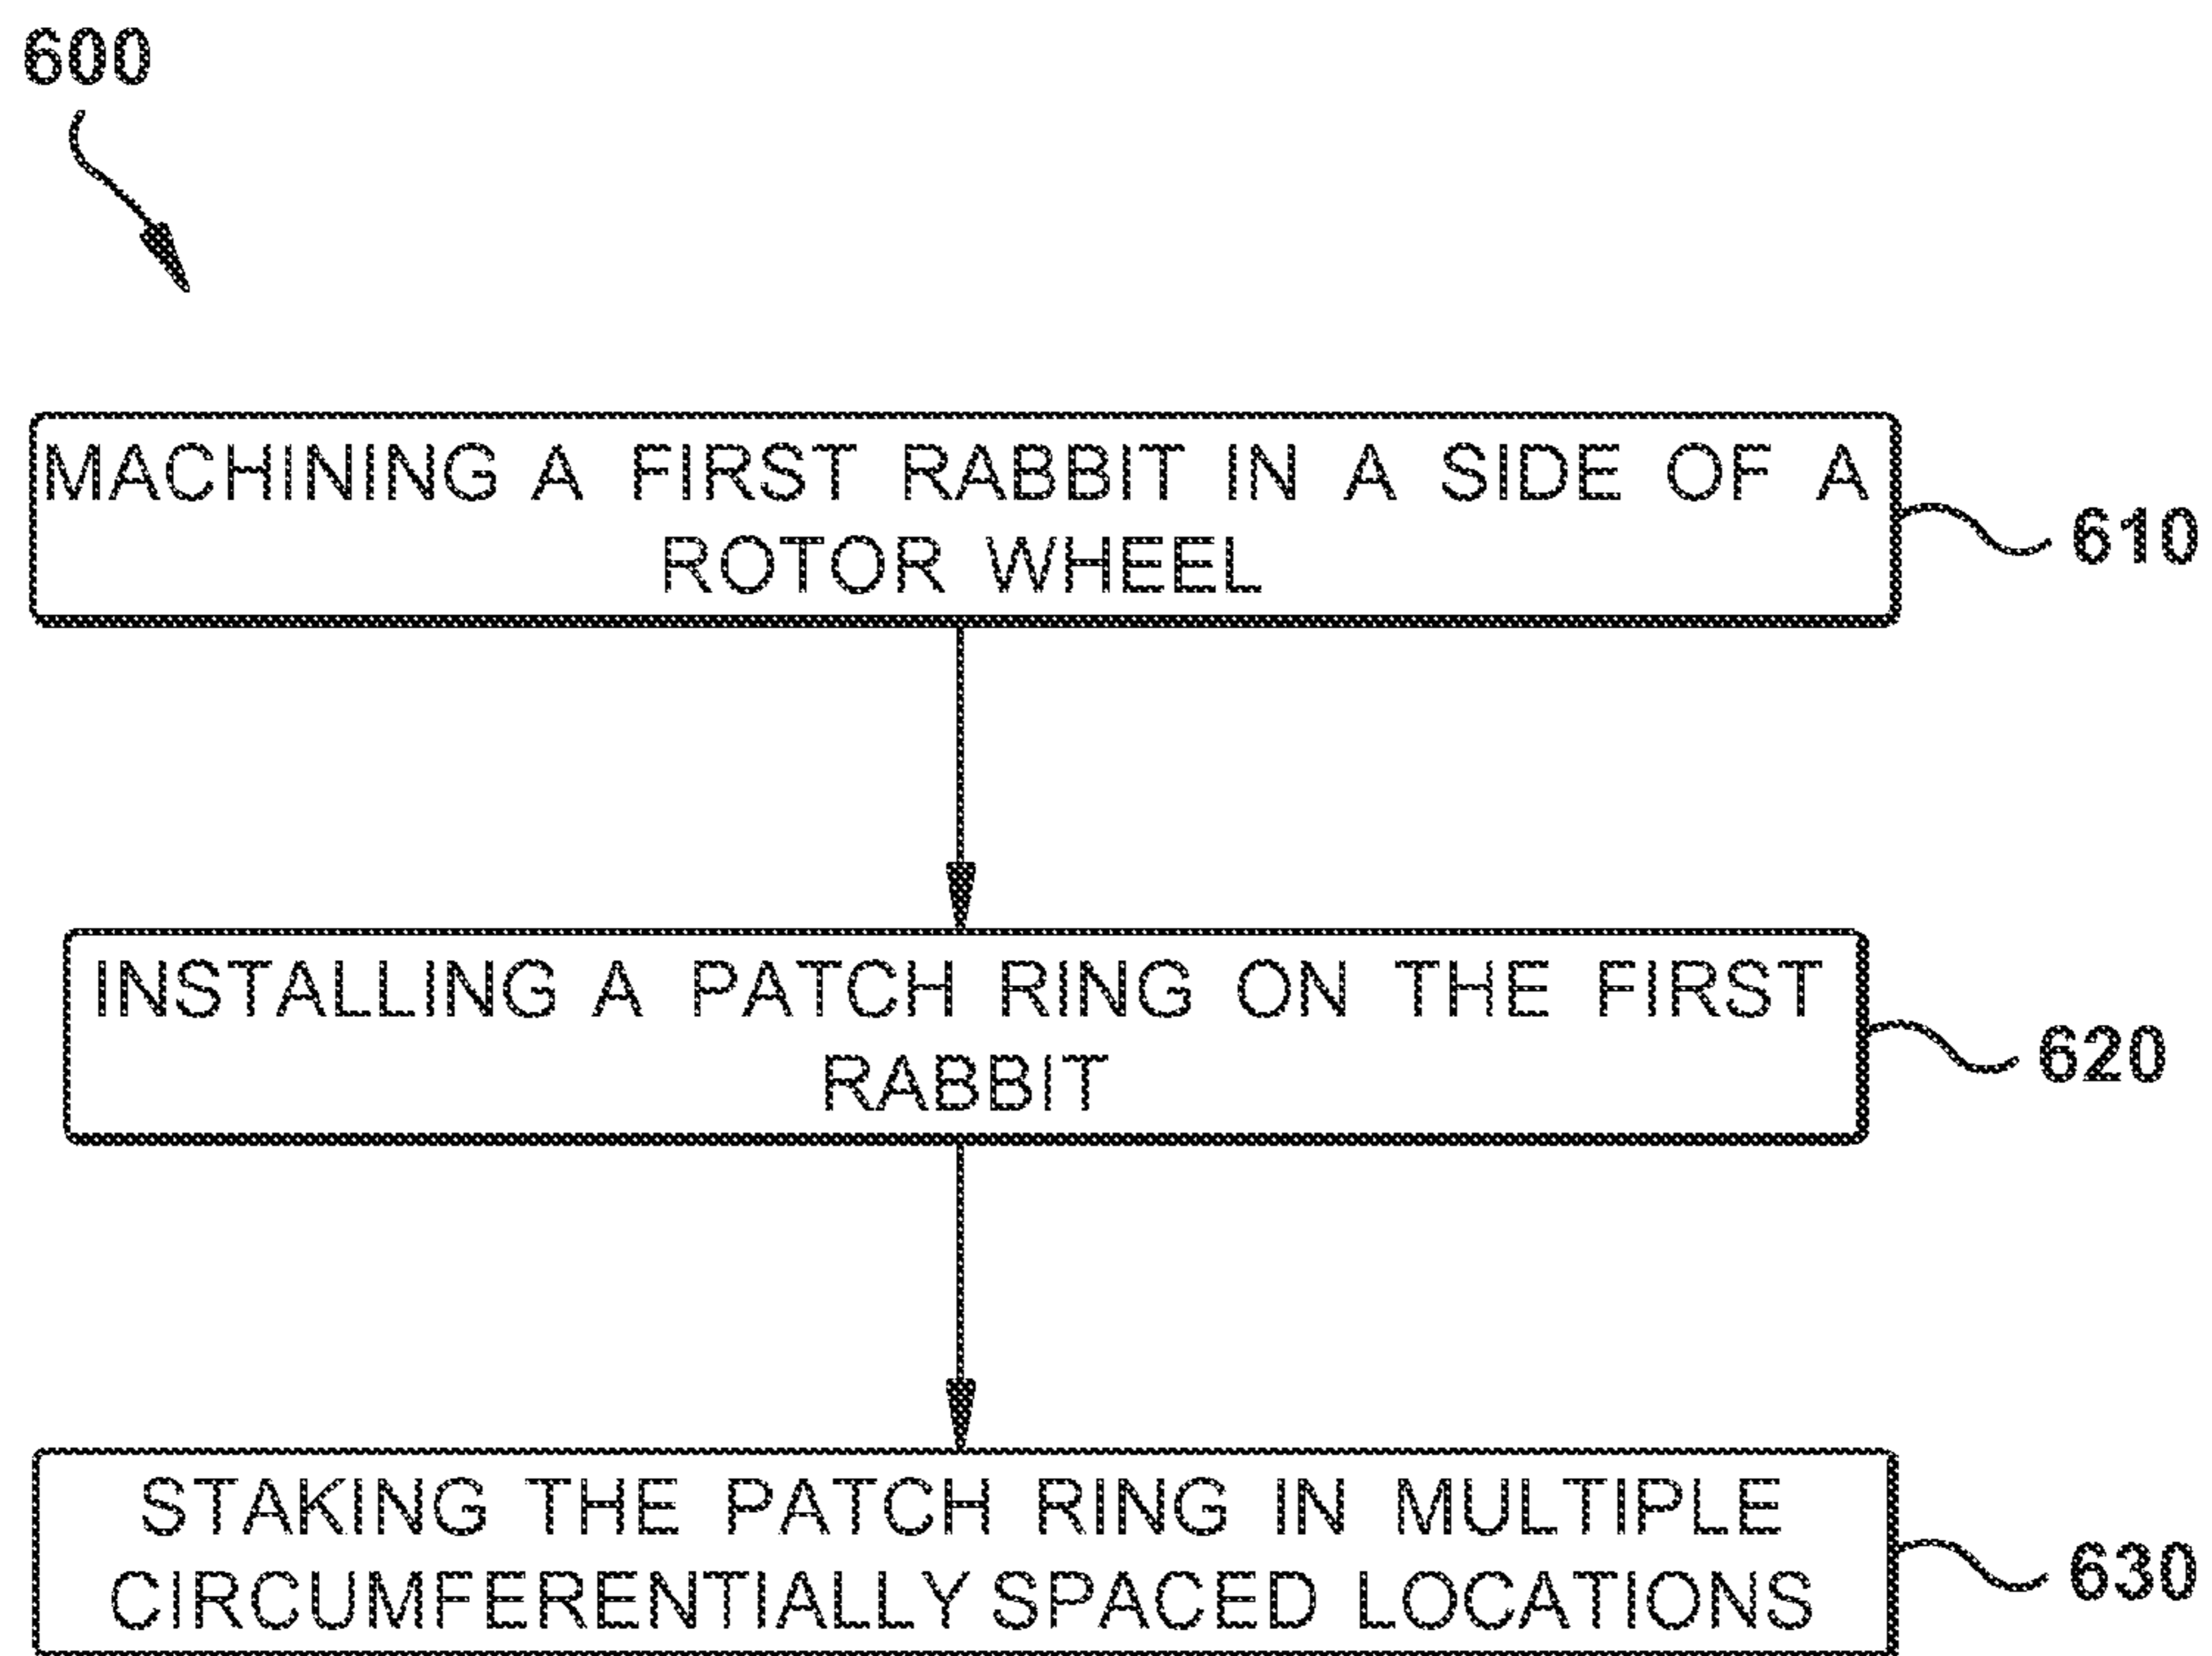 600
MACHINING A FIRST RABBIT IN A SIDE OF A
ROTOR WHEEL
610
INSTALLING A PATCH RING ON THE FIRST
RABBIT
620
STAKING THE PATCH RING IN MULTIPLE
CIRCUMFERENTIALLY SPACED LOCATIONS
630